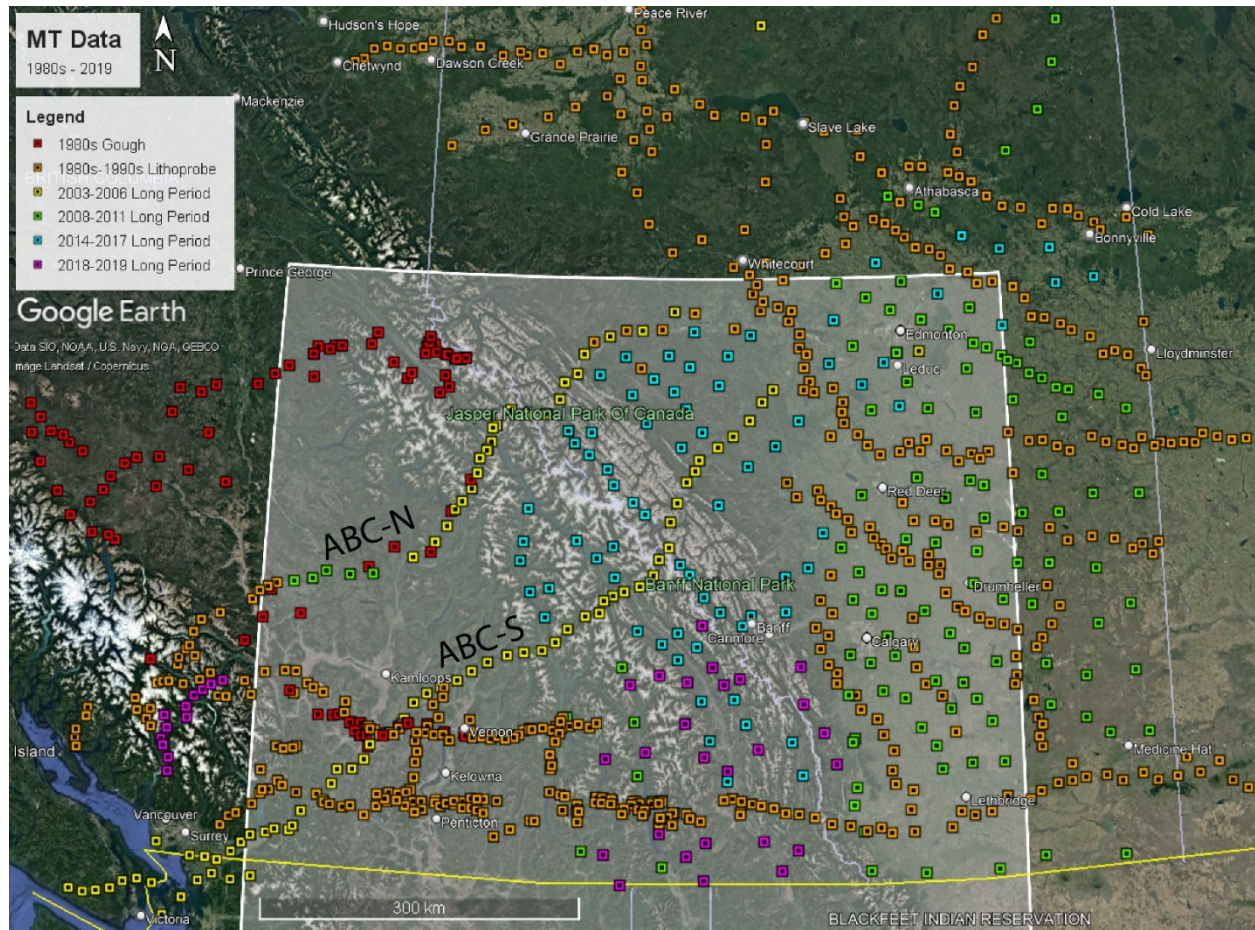 MT Data
1980s - 2019
N
Legend
1980s Gough
1980s-1990s Lithoprobe
2003-2006 Long Period
2008-2011 Long Period
2014-2017 Long Period
2018-2019 Long Period
BRITISH COLUMBIA
Google Earth
Data SIO, NOAA, U.S. Navy, NGA, GEBCO
Image Landsat / Copernicus
Hudson's Hope
Peace River
Chetwynd
Dawson Creek
Mackenzie
Grande Prairie
Slave Lake
Athabasca
Cold Lake
Bonnyville
Prince George
Whitecourt
Edmonton
Leduc
Lloydminster
Jasper National Park Of Canada
Red Deer
ABC-N
Banff National Park
Drumheller
ABC-S
Banff
Canmore
Calgary
Kamloops
Vernon
Island
Medicine Hat
Kelowna
Lethbridge
Vancouver
Penticton
Surrey
Victoria
300 km
BLACKFEET INDIAN RESERVATION